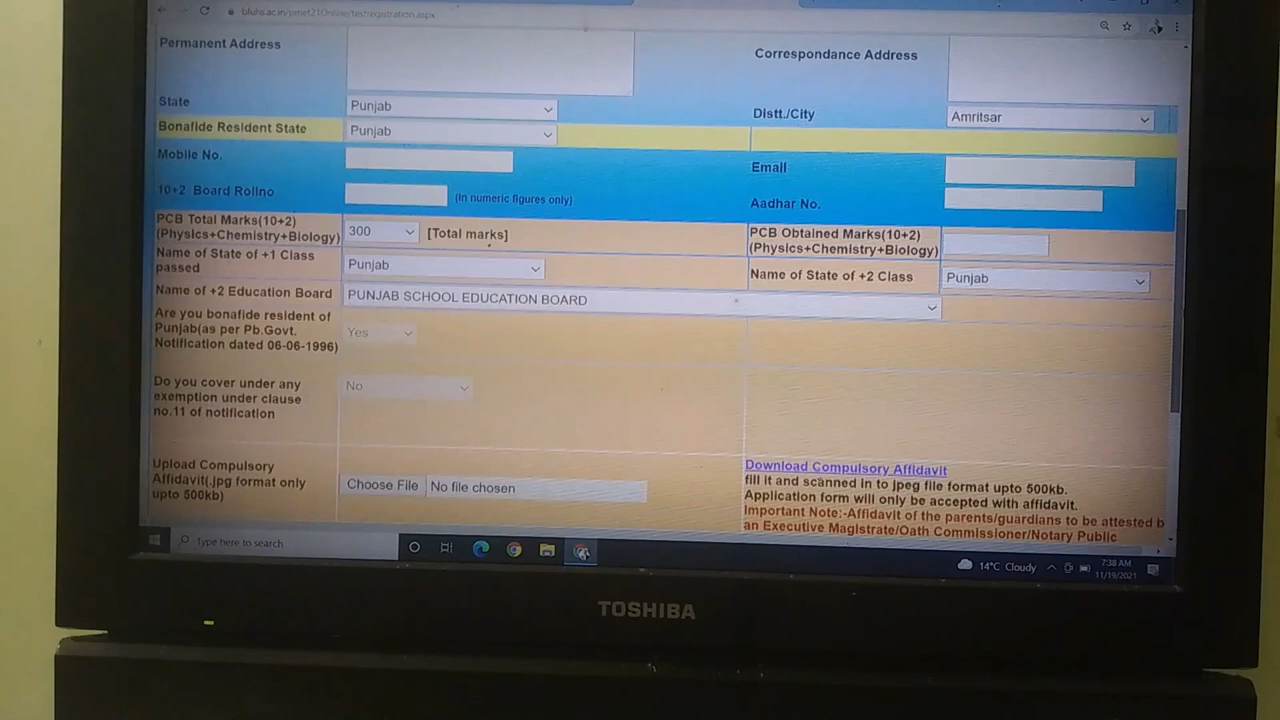 bfuhs.ac.in/pmet21Online/testregistration.aspx
Permanent Address
Correspondance Address
State
Punjab
Distt./City
Amritsar
Bonafide Resident State
Punjab
Mobile No.
Email
10+2 Board Rollno
(In numeric figures only)
Aadhar No.
PCB Total Marks(10+2)
(Physics+Chemistry+Biology)
300
[Total marks]
PCB Obtained Marks(10+2)
(Physics+Chemistry+Biology)
Name of State of +1 Class
passed
Punjab
Name of State of +2 Class
Punjab
Name of +2 Education Board
PUNJAB SCHOOL EDUCATION BOARD
Are you bonafide resident of
Punjab(as per Pb.Govt.
Notification dated 06-06-1996)
Yes
Do you cover under any
exemption under clause
no.11 of notification
No
Upload Compulsory
Affidavit(.jpg format only
upto 500kb)
Choose File
No file chosen
Download Compulsory Affidavit
fill it and scanned in to jpeg file format upto 500kb.
Application form will only be accepted with affidavit.
Important Note:-Affidavit of the parents/guardians to be attested b
an Executive Magistrate/Oath Commissioner/Notary Public
Type here to search
14°C Cloudy
7:38 AM
11/19/2021
TOSHIBA